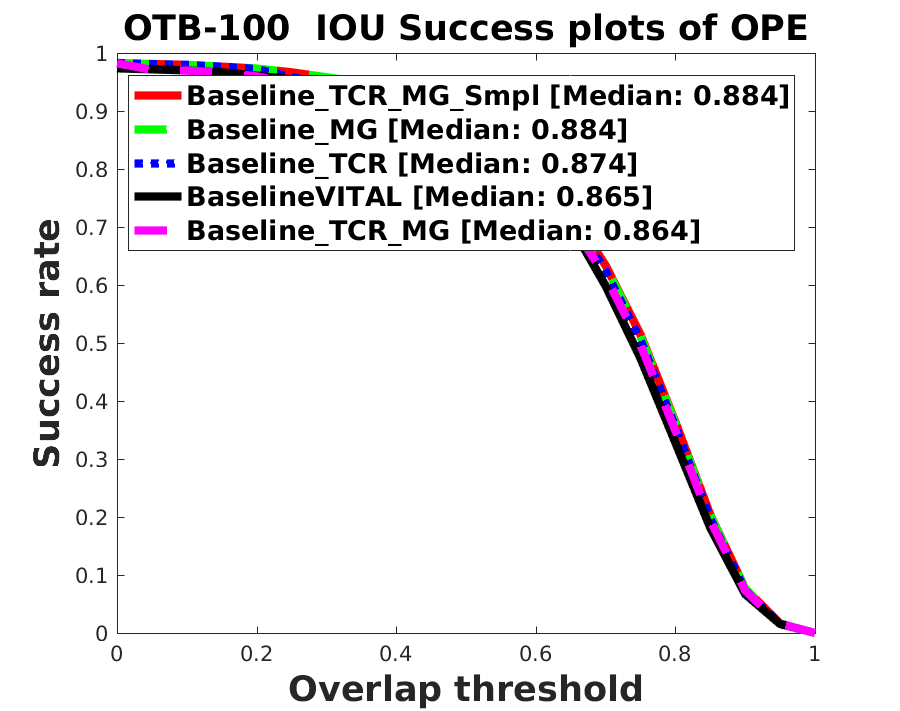 OTB-100  IOU Success plots of OPE
1
0.9
0.8
0.7
0.6
0.5
0.4
0.3
0.2
0.1
0
Success rate
Baseline_TCR_MG_Smpl [Median: 0.884]
Baseline_MG [Median: 0.884]
Baseline_TCR [Median: 0.874]
BaselineVITAL [Median: 0.865]
Baseline_TCR_MG [Median: 0.864]
0 0.2 0.4 0.6 0.8 1
Overlap threshold